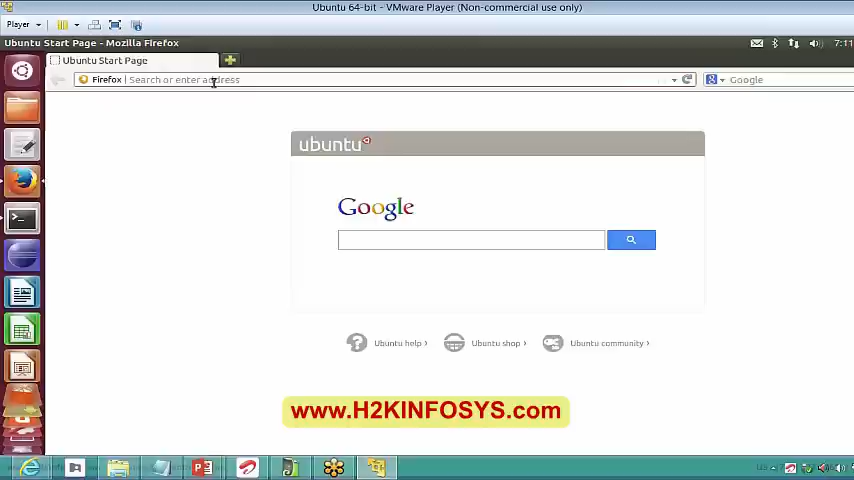 Ubuntu 64-bit - VMware Player (Non-commercial use only)
Player
Ubuntu Start Page - Mozilla Firefox
7:11
Ubuntu Start Page
Firefox
Search or enter address
Google
ubuntu
Google
Ubuntu help ›
Ubuntu shop ›
Ubuntu community ›
www.H2KINFOSYS.com